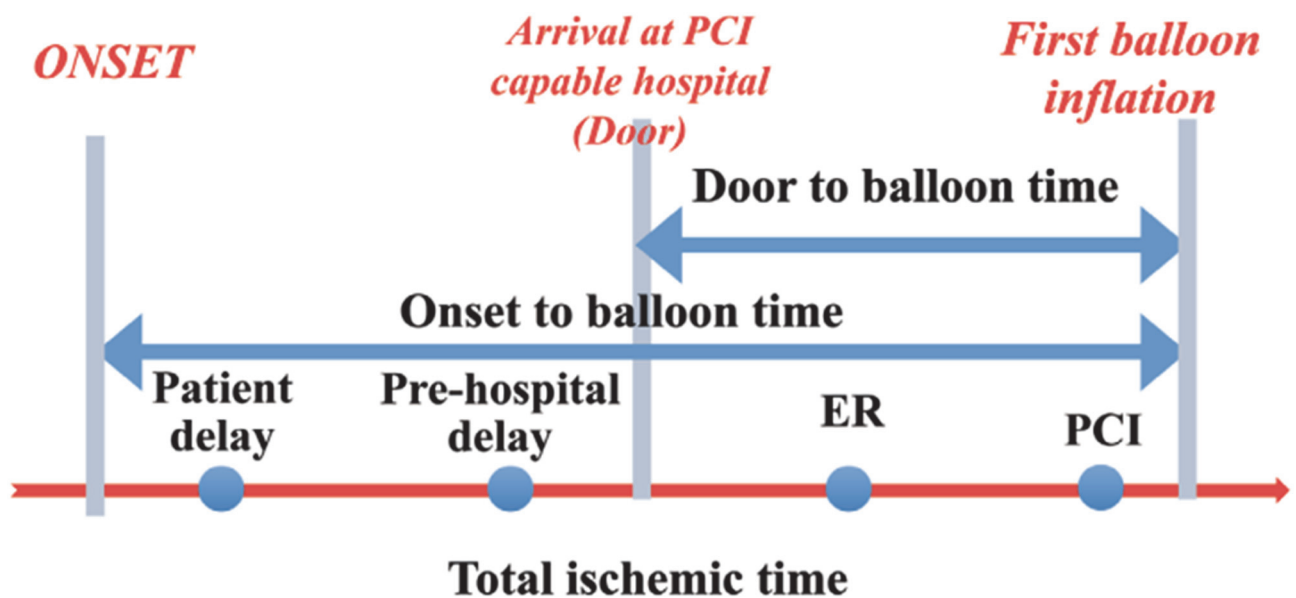 ONSET
Arrival at PCI
capable hospital
(Door)
First balloon
inflation
Door to balloon time
Onset to balloon time
Patient
delay
Pre-hospital
delay
ER
PCI
Total ischemic time